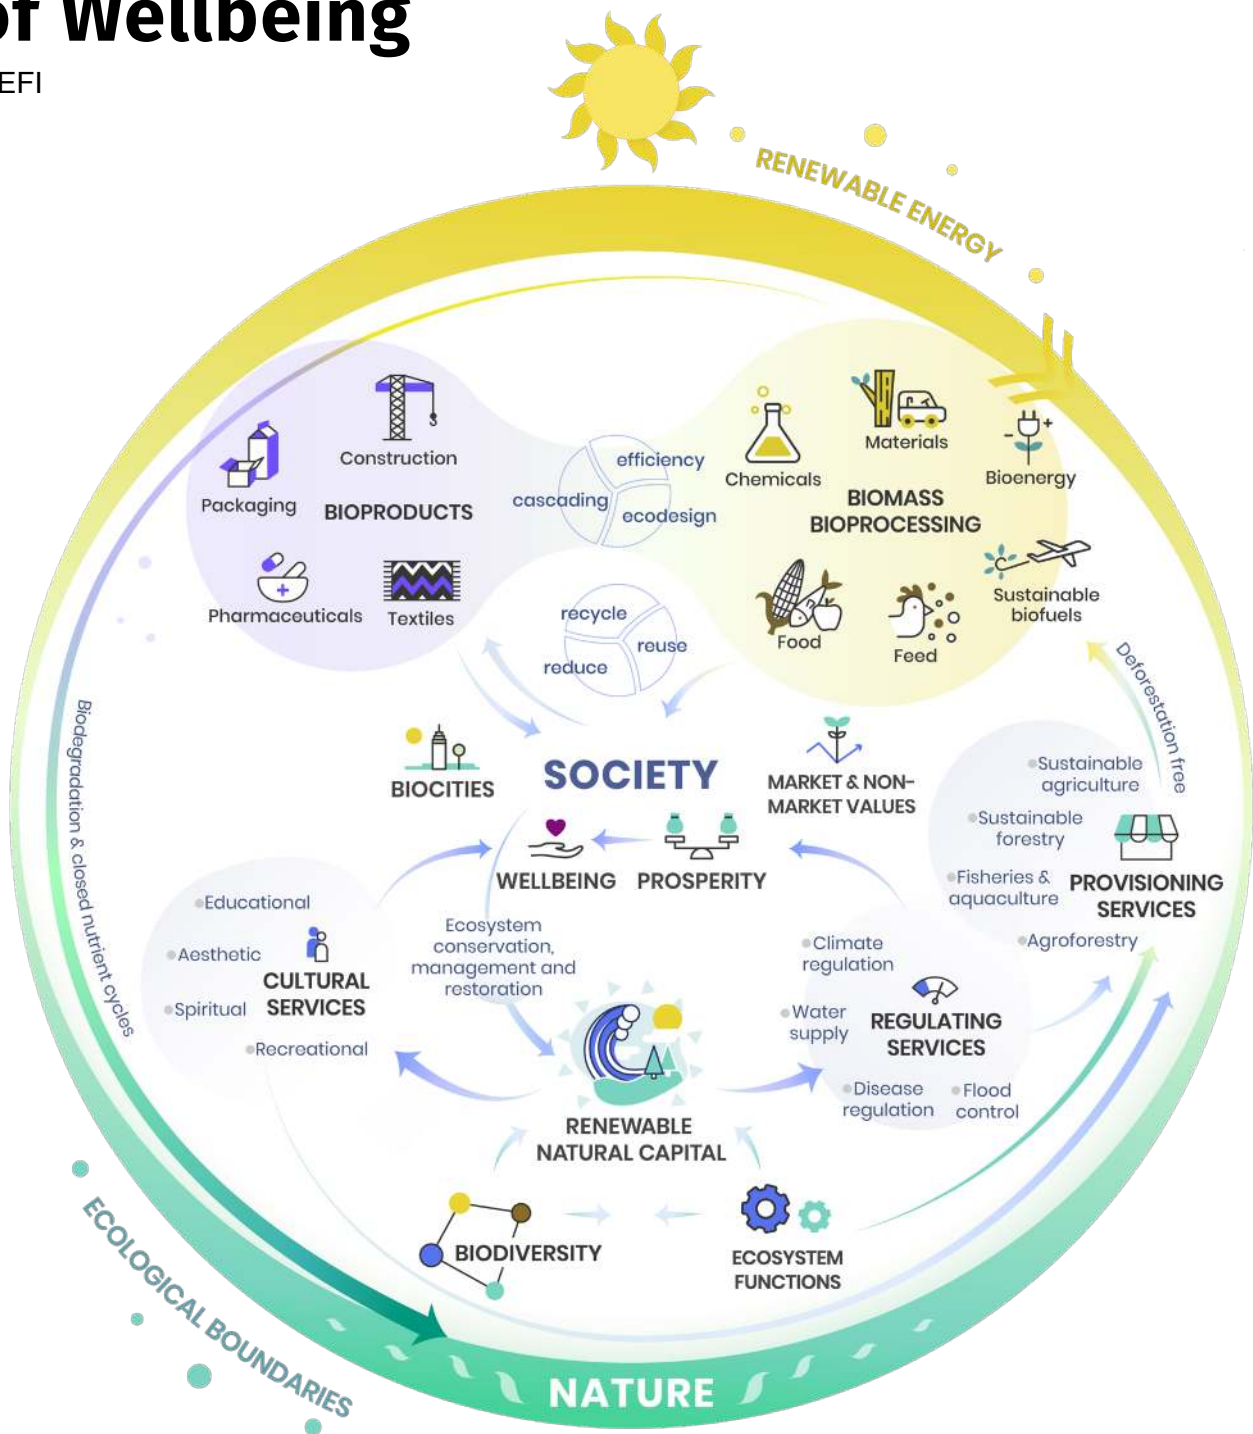 of Wellbeing
EFI
RENEWABLE ENERGY
Construction
Packaging
BIOPRODUCTS
Pharmaceuticals
Textiles
efficiency
cascading
ecodesign
recycle
reuse
reduce
Materials
Chemicals
Bioenergy
BIOMASS
BIOPROCESSING
Sustainable
biofuels
Food
Feed
Deforestation free
Biodegradation & closed nutrient cycles
BIOCITIES
SOCIETY
MARKET & NON-
MARKET VALUES
WELLBEING
PROSPERITY
Sustainable
agriculture
Sustainable
forestry
Fisheries &
aquaculture
PROVISIONING
SERVICES
Agroforestry
Educational
Aesthetic
CULTURAL
SERVICES
Spiritual
Recreational
Ecosystem
conservation,
management and
restoration
Climate
regulation
Water
supply
REGULATING
SERVICES
Disease
regulation
Flood
control
RENEWABLE
NATURAL CAPITAL
BIODIVERSITY
ECOSYSTEM
FUNCTIONS
ECOLOGICAL BOUNDARIES
NATURE